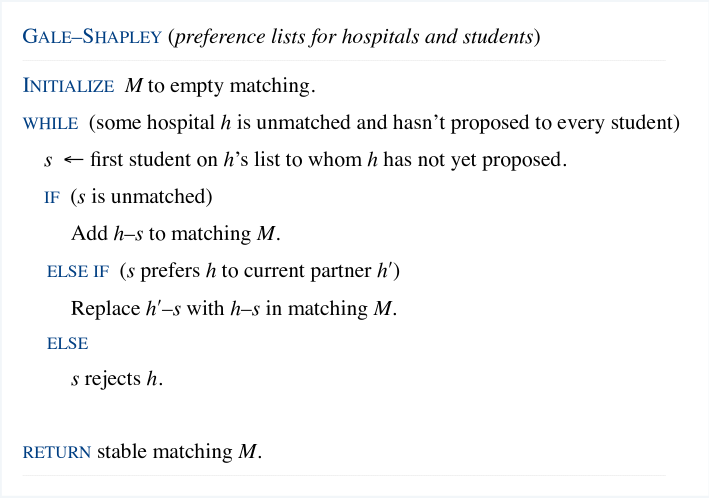 GALE–SHAPLEY (preference lists for hospitals and students)
INITIALIZE M to empty matching.
WHILE (some hospital h is unmatched and hasn’t proposed to every student)
s ← first student on h’s list to whom h has not yet proposed.
IF (s is unmatched)
Add h–s to matching M.
ELSE IF (s prefers h to current partner h′)
Replace h′–s with h–s in matching M.
ELSE
s rejects h.
RETURN stable matching M.